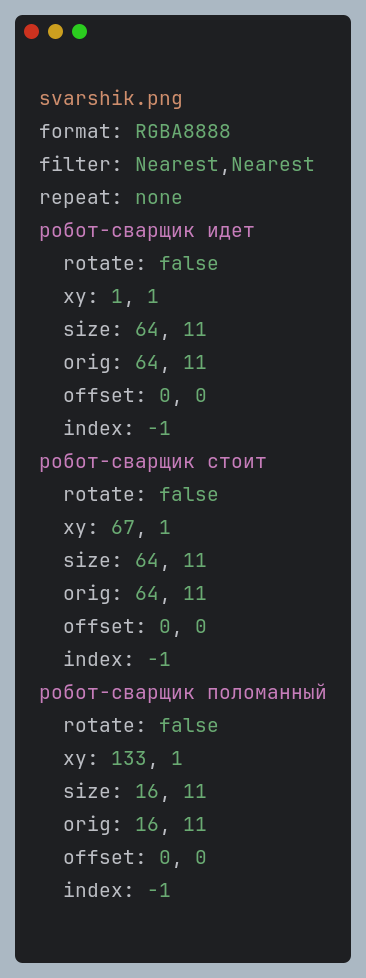 svarshik.png
format: RGBA8888
filter: Nearest,Nearest
repeat: none
робот-сварщик идет
  rotate: false
  xy: 1, 1
  size: 64, 11
  orig: 64, 11
  offset: 0, 0
  index: -1
робот-сварщик стоит
  rotate: false
  xy: 67, 1
  size: 64, 11
  orig: 64, 11
  offset: 0, 0
  index: -1
робот-сварщик поломанный
  rotate: false
  xy: 133, 1
  size: 16, 11
  orig: 16, 11
  offset: 0, 0
  index: -1